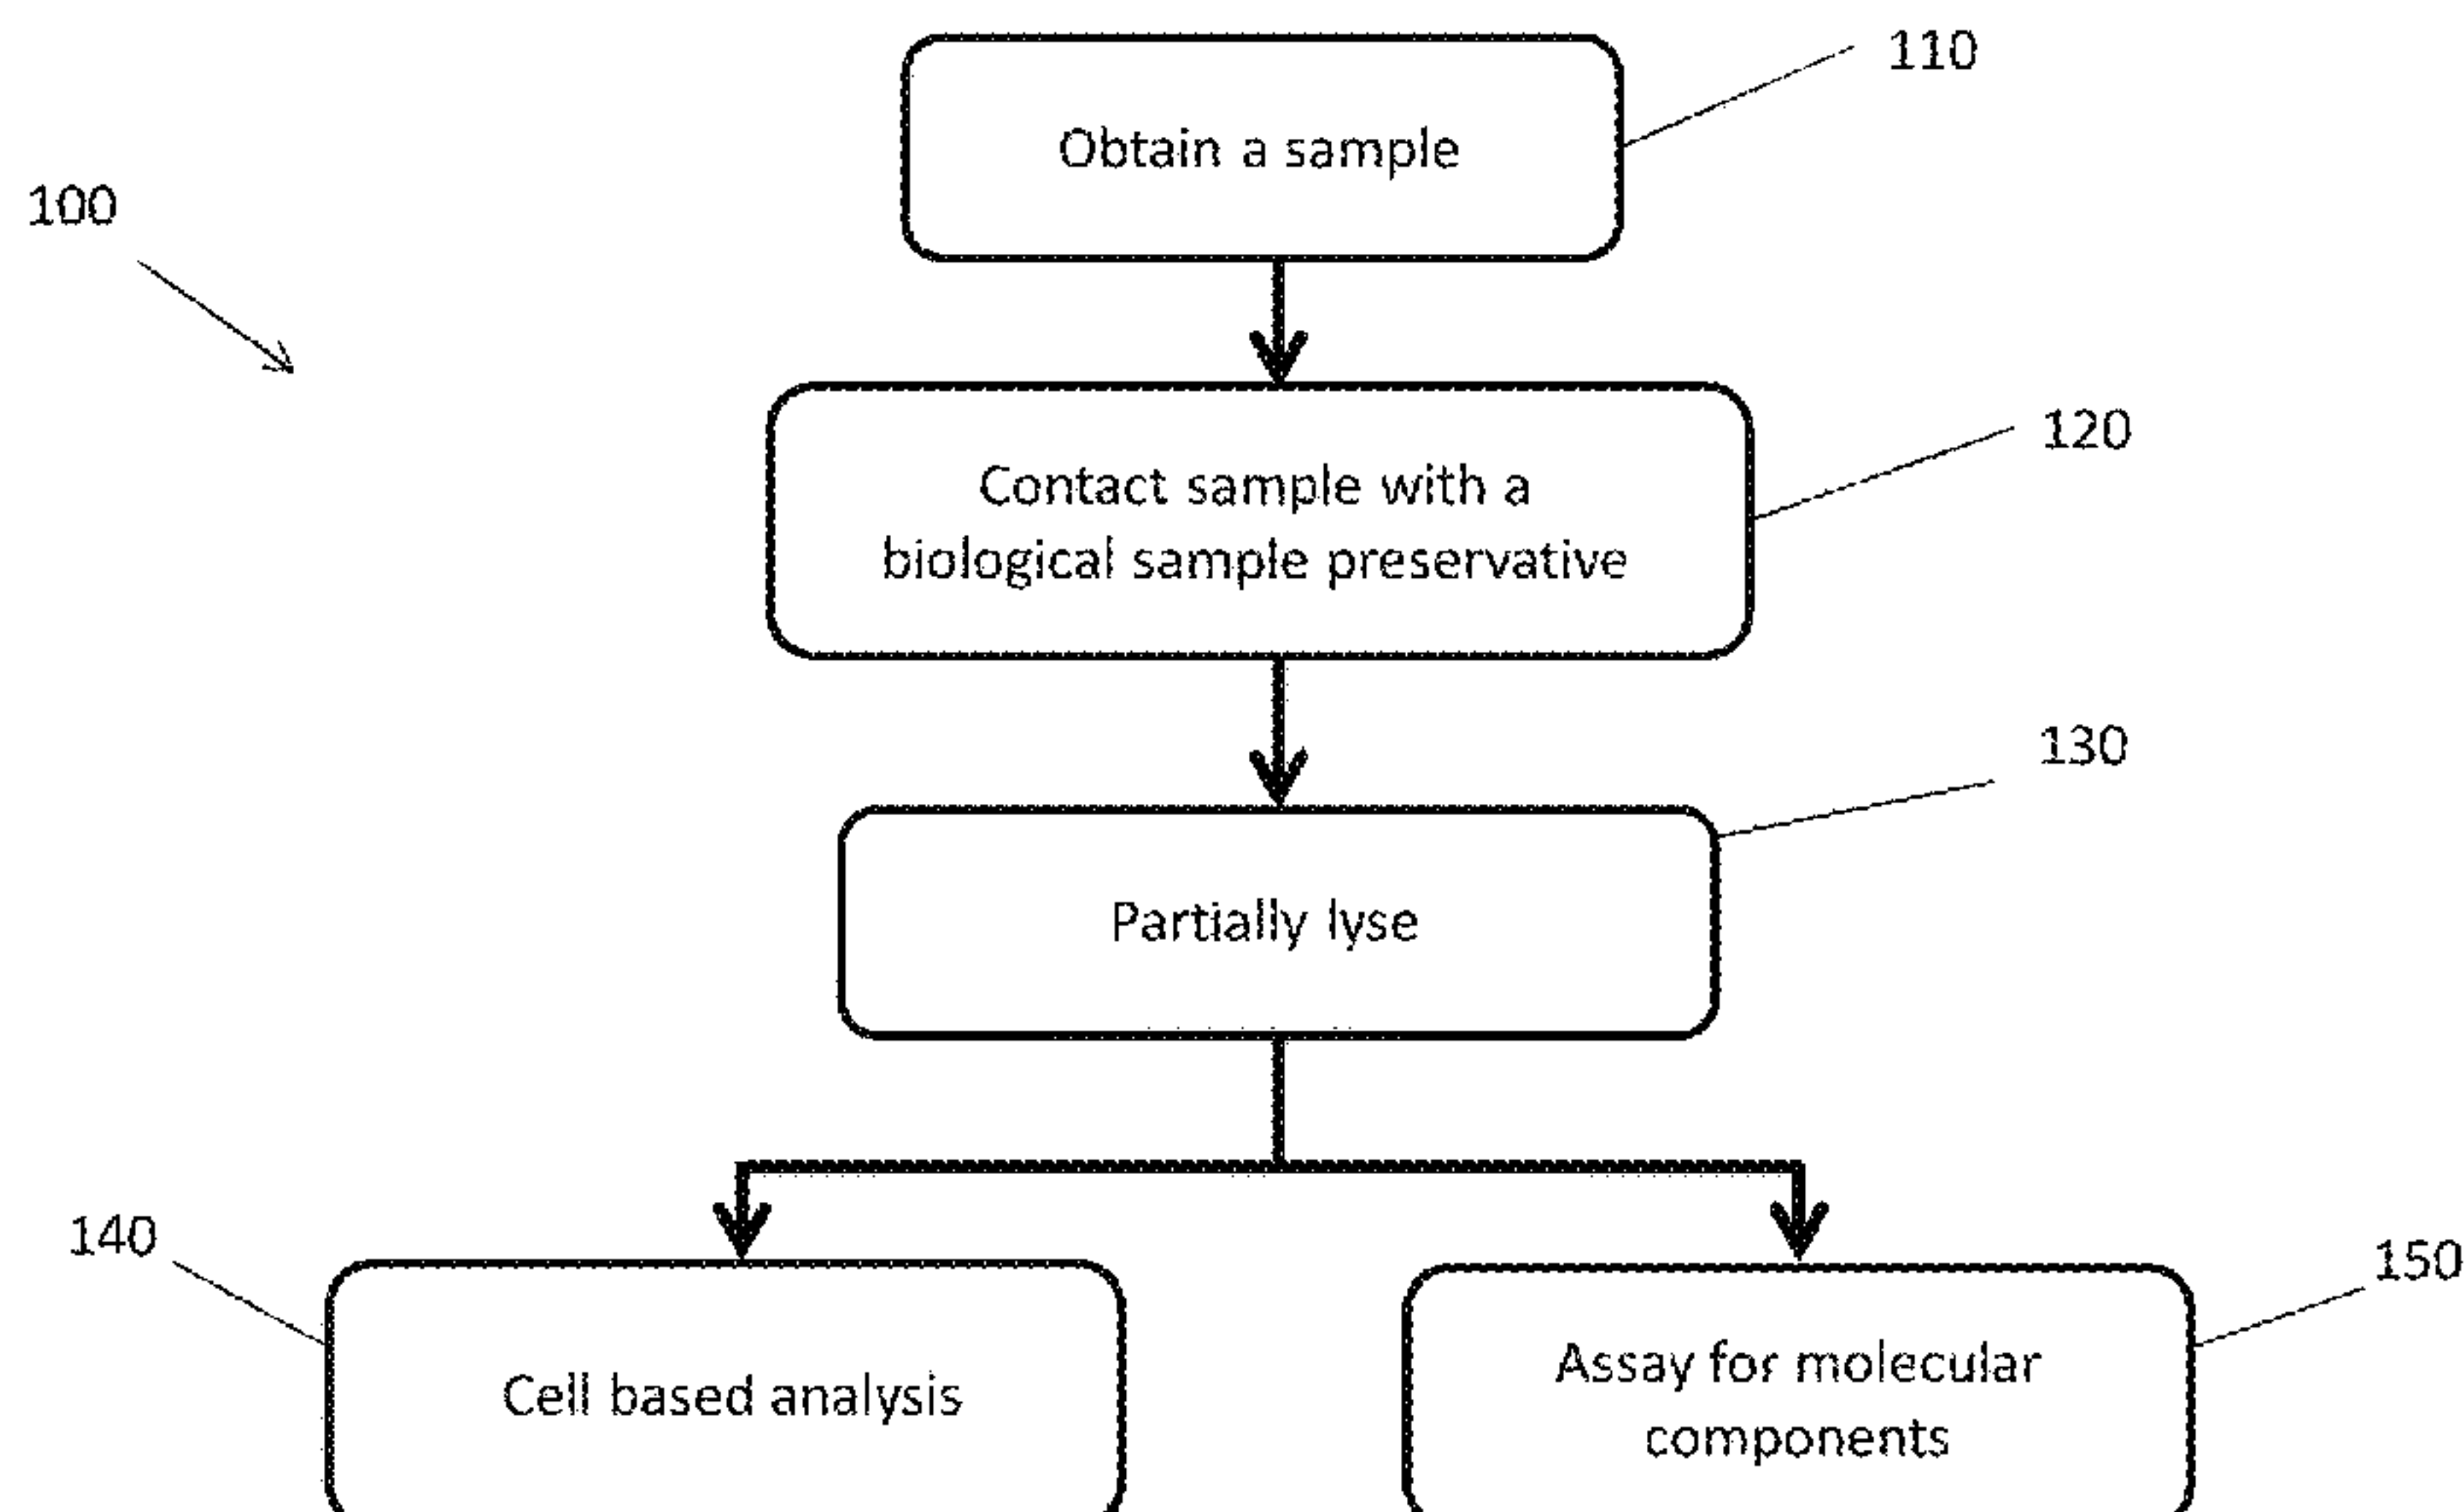 110
Obtain a sample
100
120
Contact sample with a
biological sample preservative
130
Partially lyse
140
150
Cell based analysis
Assay for molecular
components